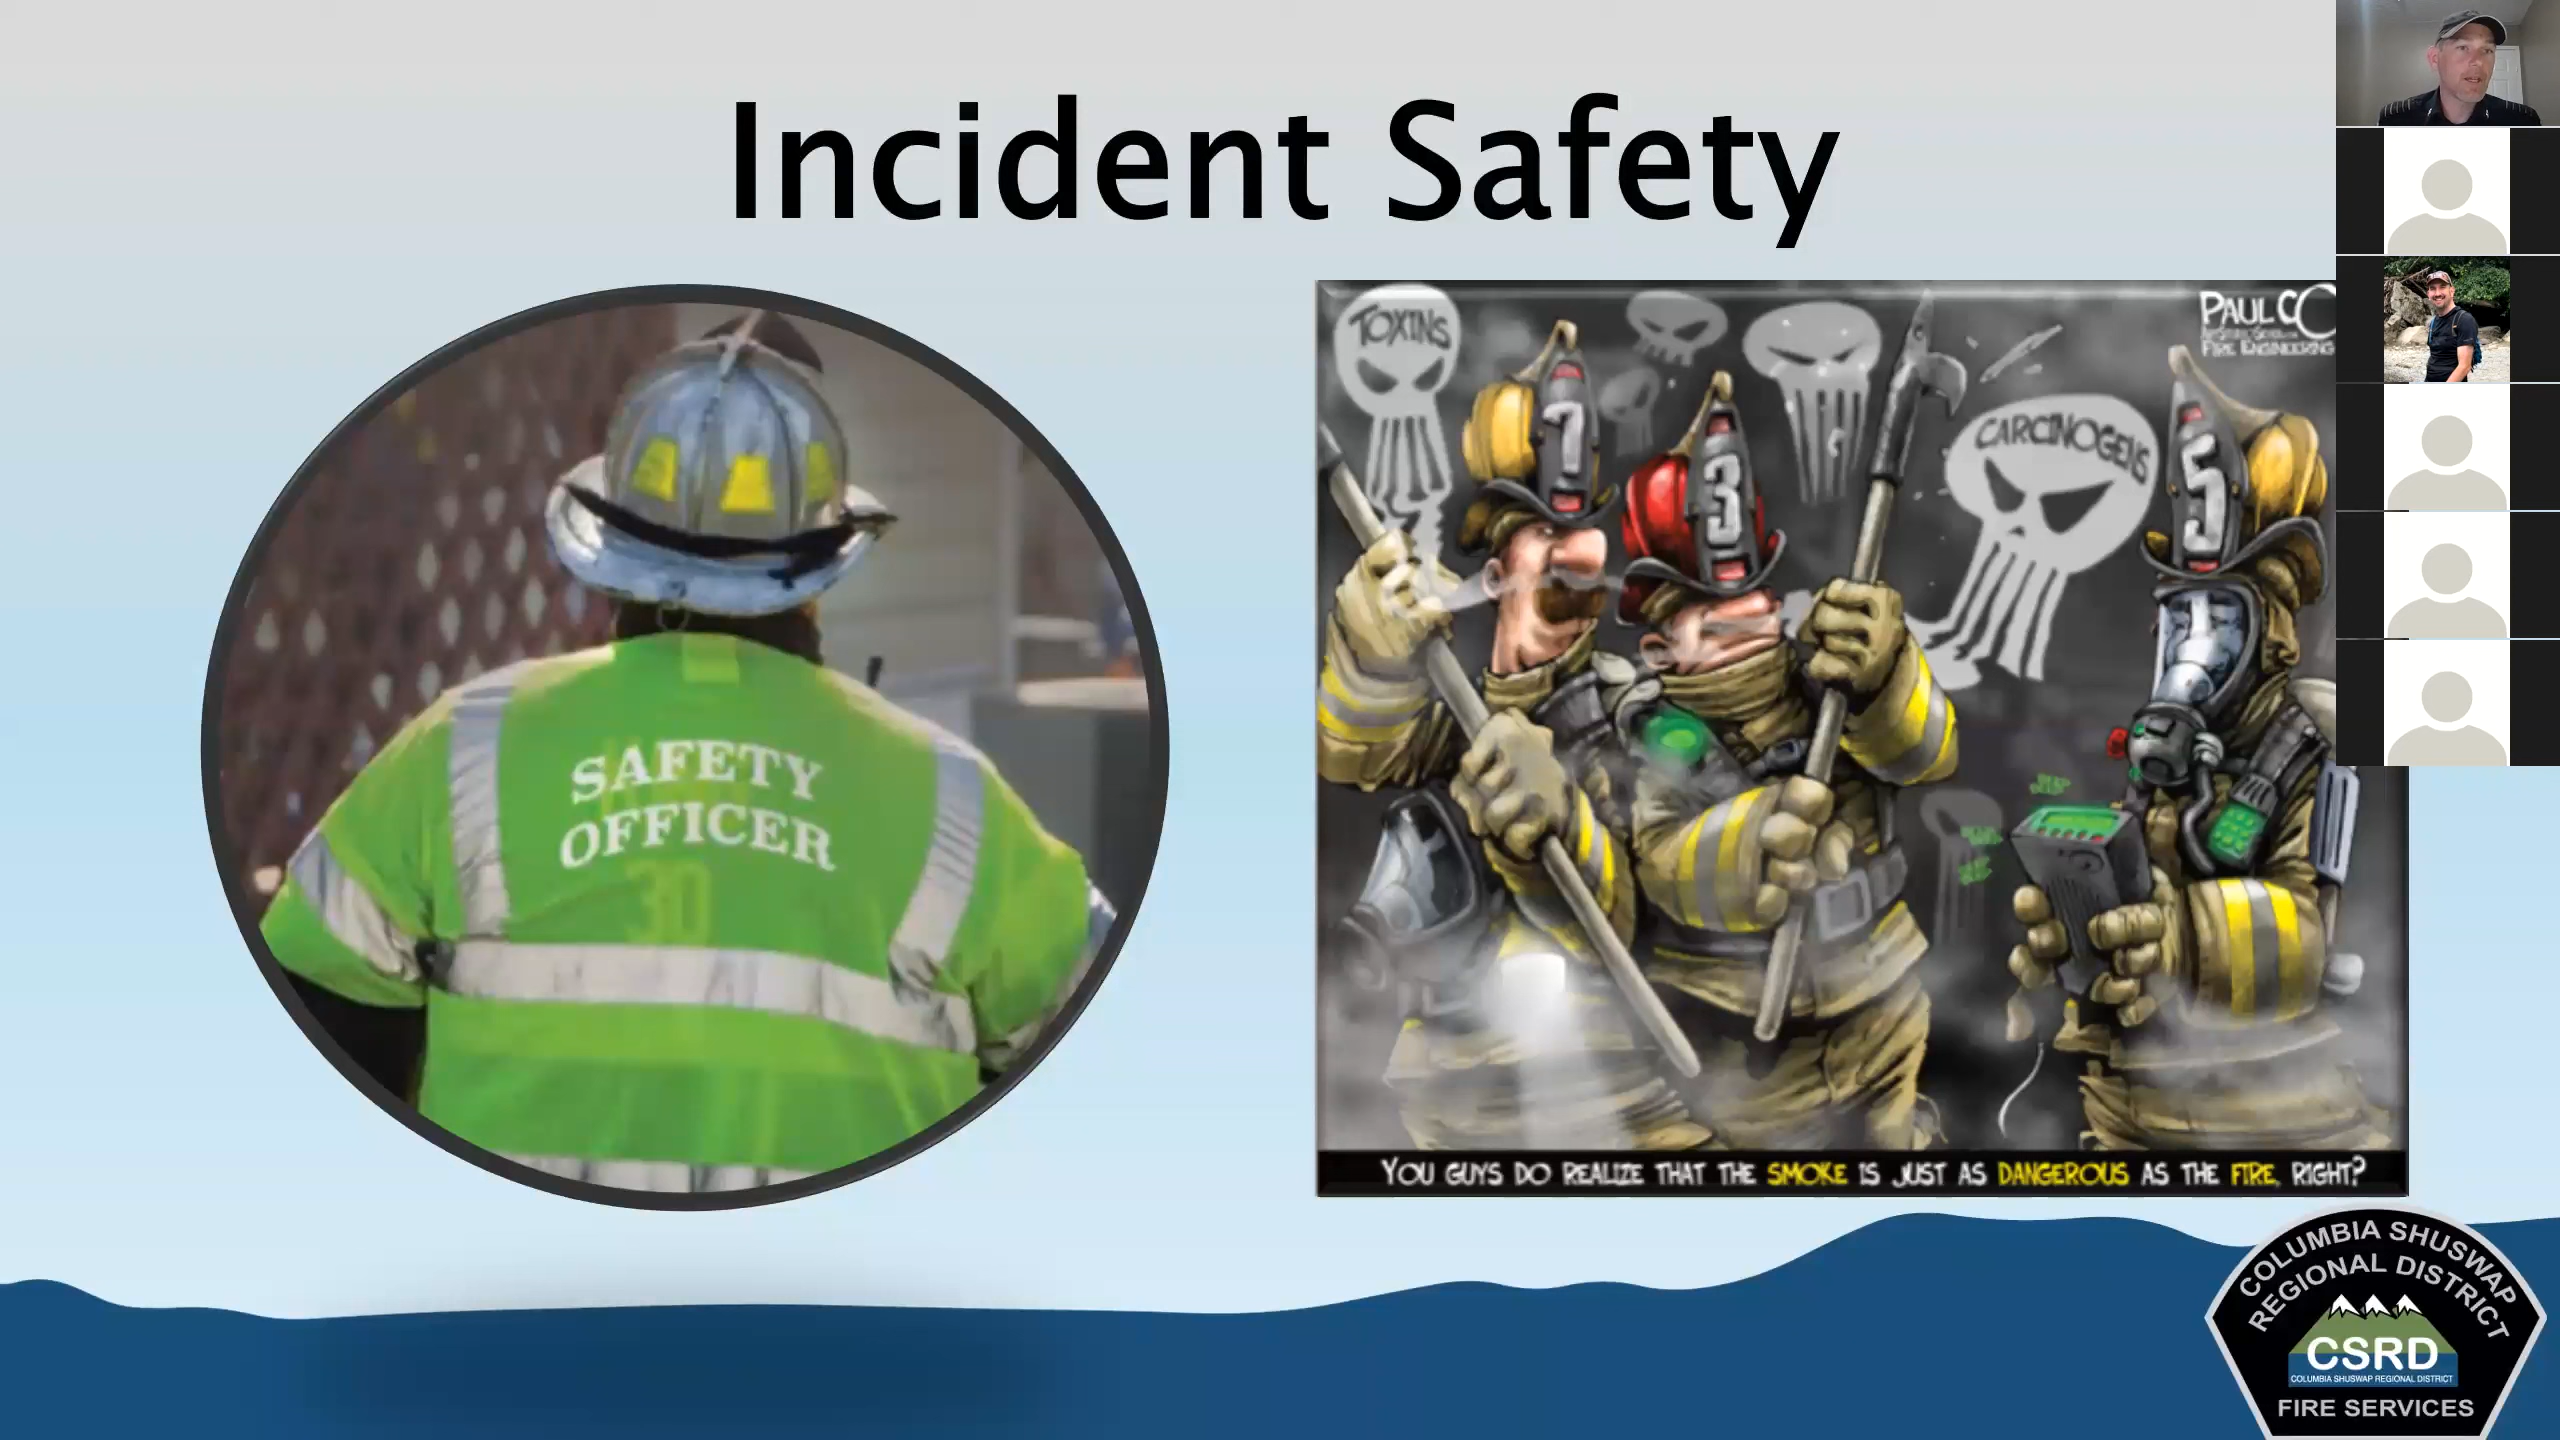 Incident Safety
SAFETY
OFFICER
30
TOXINS
PAUL CO
FIRE ENGINEERING
7
3
CARCINOGENS
5
YOU GUYS DO REALIZE THAT THE SMOKE IS JUST AS DANGEROUS AS THE FIRE, RIGHT?
COLUMBIA SHUSWAP
REGIONAL DISTRICT
CSRD
COLUMBIA SHUSWAP REGIONAL DISTRICT
FIRE SERVICES